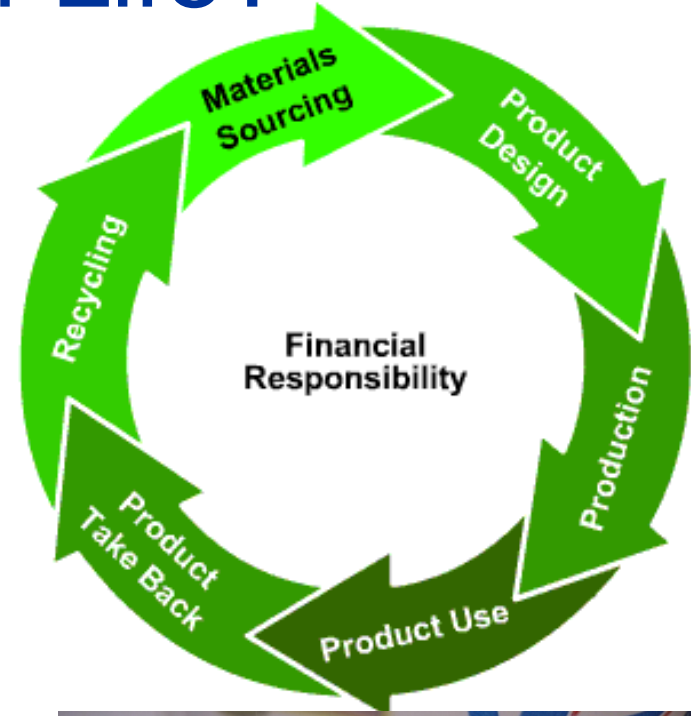 Materials
Sourcing
Product
Design
Production
Product Use
Product
Take Back
Recycling
Financial
Responsibility